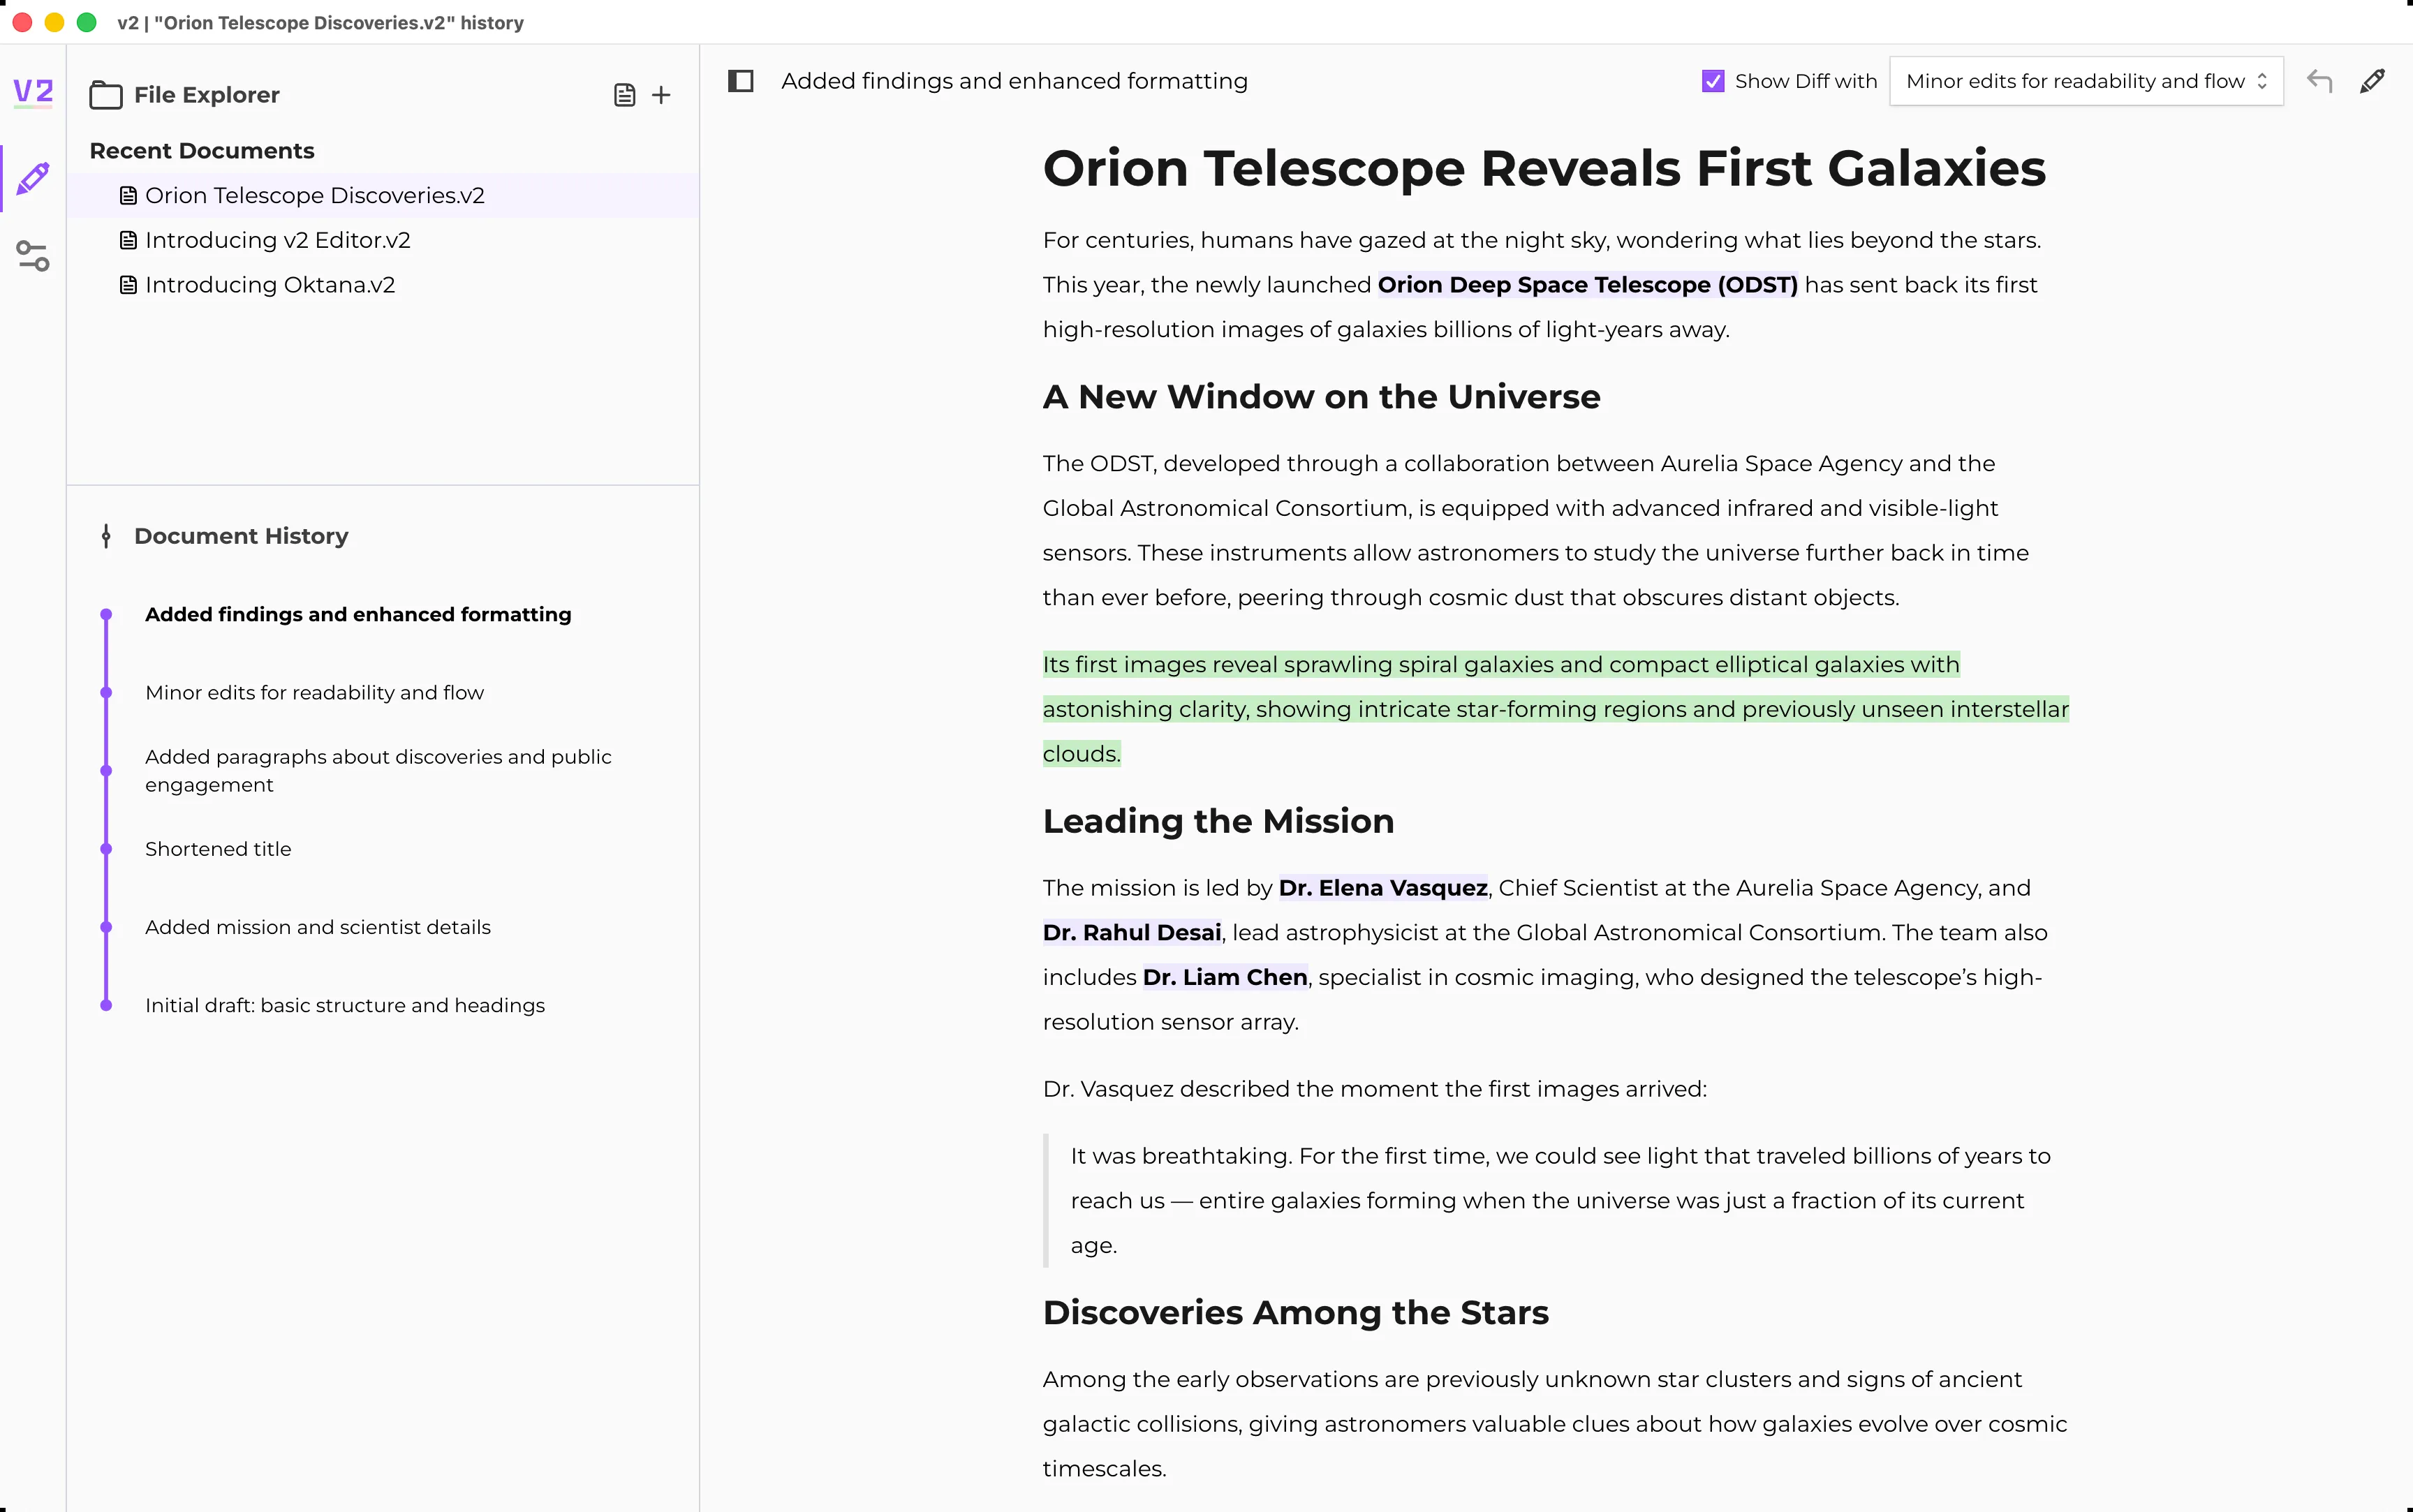 v2 | "Orion Telescope Discoveries.v2" history
V2
File Explorer
Recent Documents
Orion Telescope Discoveries.v2
Introducing v2 Editor.v2
Introducing Oktana.v2
Document History
Added findings and enhanced formatting
Minor edits for readability and flow
Added paragraphs about discoveries and public
engagement
Shortened title
Added mission and scientist details
Initial draft: basic structure and headings
Added findings and enhanced formatting
Show Diff with
Minor edits for readability and flow
Orion Telescope Reveals First Galaxies
For centuries, humans have gazed at the night sky, wondering what lies beyond the stars.
This year, the newly launched Orion Deep Space Telescope (ODST) has sent back its first
high-resolution images of galaxies billions of light-years away.
A New Window on the Universe
The ODST, developed through a collaboration between Aurelia Space Agency and the
Global Astronomical Consortium, is equipped with advanced infrared and visible-light
sensors. These instruments allow astronomers to study the universe further back in time
than ever before, peering through cosmic dust that obscures distant objects.
Its first images reveal sprawling spiral galaxies and compact elliptical galaxies with
astonishing clarity, showing intricate star-forming regions and previously unseen interstellar
clouds.
Leading the Mission
The mission is led by Dr. Elena Vasquez, Chief Scientist at the Aurelia Space Agency, and
Dr. Rahul Desai, lead astrophysicist at the Global Astronomical Consortium. The team also
includes Dr. Liam Chen, specialist in cosmic imaging, who designed the telescope’s high-
resolution sensor array.
Dr. Vasquez described the moment the first images arrived:
It was breathtaking. For the first time, we could see light that traveled billions of years to
reach us — entire galaxies forming when the universe was just a fraction of its current
age.
Discoveries Among the Stars
Among the early observations are previously unknown star clusters and signs of ancient
galactic collisions, giving astronomers valuable clues about how galaxies evolve over cosmic
timescales.